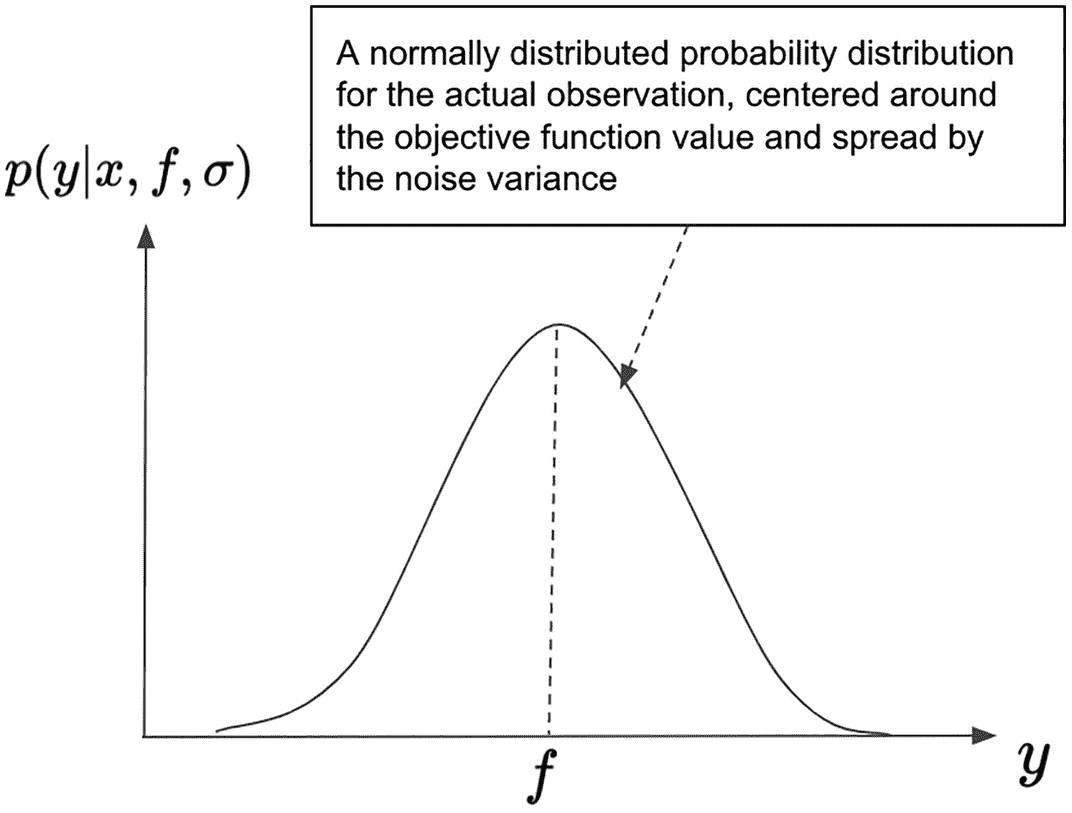 A normally distributed probability distribution
for the actual observation, centered around
the objective function value and spread by
the noise variance
p(y|x, f, σ)
f
y